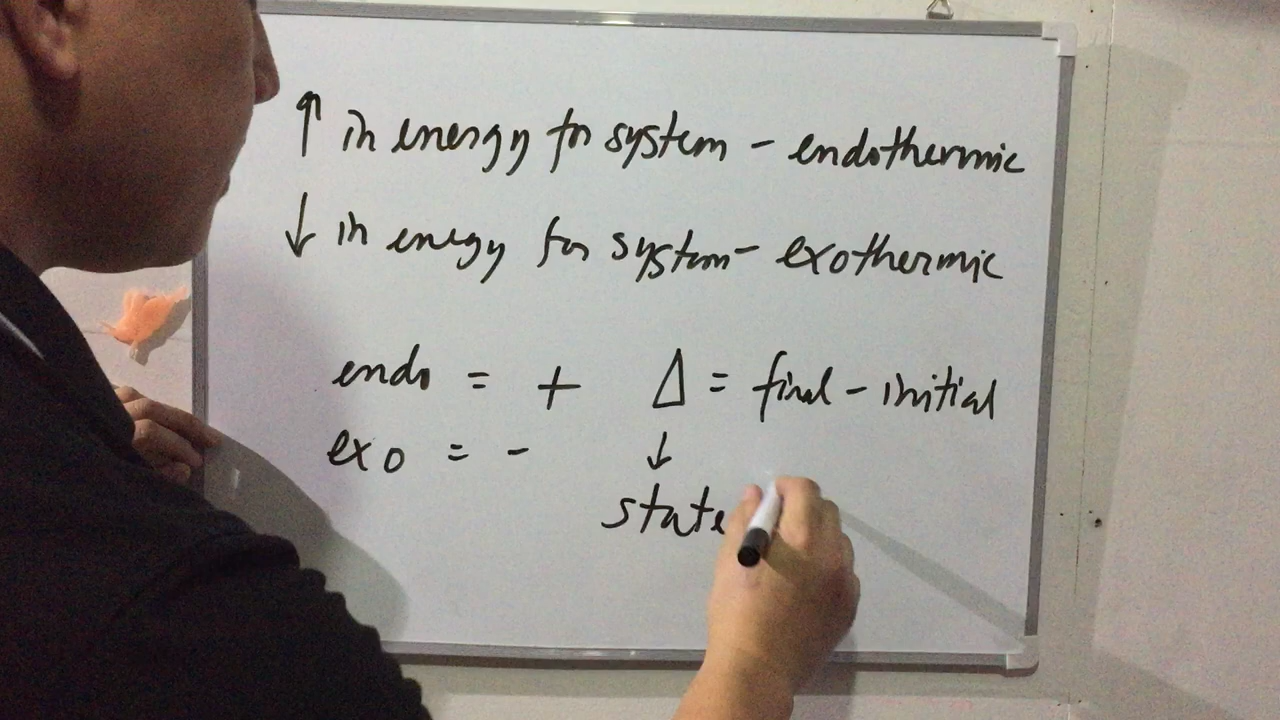 ↑ in energy for system - endothermic
↓ in energy for system - exothermic
endo = + Δ = final - initial
exo = - ↓
state